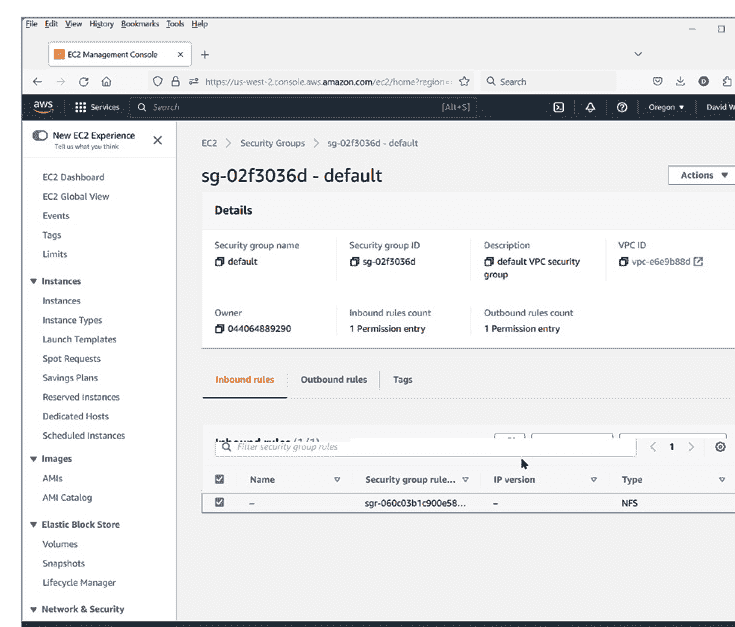 File Edit View History Bookmarks Tools Help
EC2 Management Console
https://us-west-2.console.aws.amazon.com/ec2/home?region=
Search
aws
Services
Search
[Alt+S]
Oregon
David W
New EC2 Experience
Tell us what you think
EC2 Dashboard
EC2 Global View
Events
Tags
Limits
Instances
Instances
Instance Types
Launch Templates
Spot Requests
Savings Plans
Reserved Instances
Dedicated Hosts
Scheduled Instances
Images
AMIs
AMI Catalog
Elastic Block Store
Volumes
Snapshots
Lifecycle Manager
Network & Security
EC2 > Security Groups > sg-02f3036d - default
sg-02f3036d - default
Actions
Details
Security group name
default
Security group ID
sg-02f3036d
Description
default VPC security
group
VPC ID
vpc-e6e9b88d
Owner
044064889290
Inbound rules count
1 Permission entry
Outbound rules count
1 Permission entry
Inbound rules Outbound rules Tags
Inbound rules (1/1)
Filter security group rules
1
Name Security group rule... IP version Type
– sgr-060c03b1c900e58... – NFS